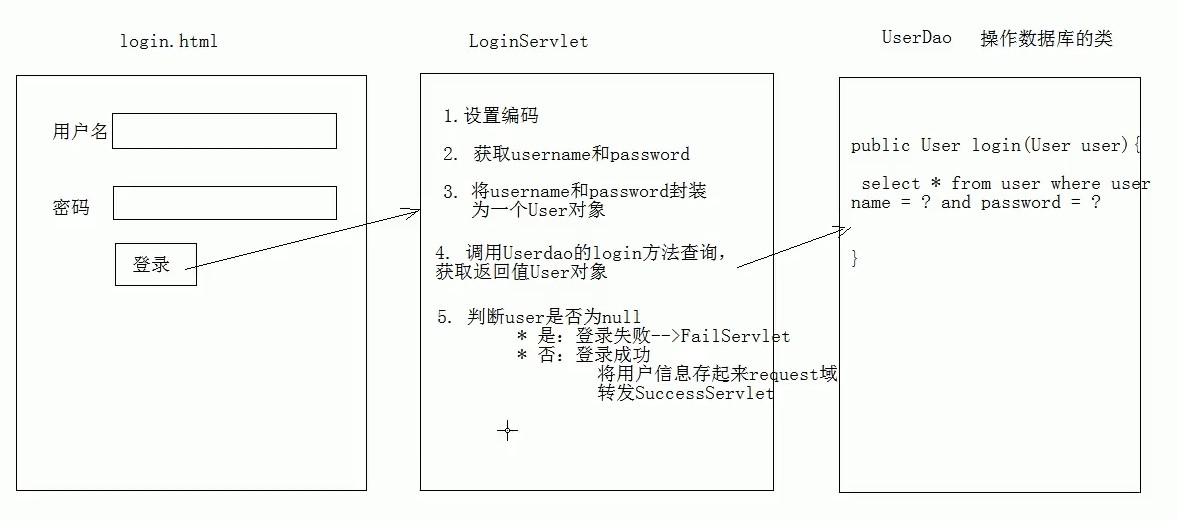 login.html
用户名
密码
登录
LoginServlet
1.设置编码
2. 获取username和password
3. 将username和password封装
为一个User对象
4. 调用Userdao的login方法查询，
获取返回值User对象
5. 判断user是否为null
* 是：登录失败-->FailServlet
* 否：登录成功
将用户信息存起来request域
转发SuccessServlet
UserDao 操作数据库的类
public User login(User user){
select * from user where user
name = ? and password = ?
}